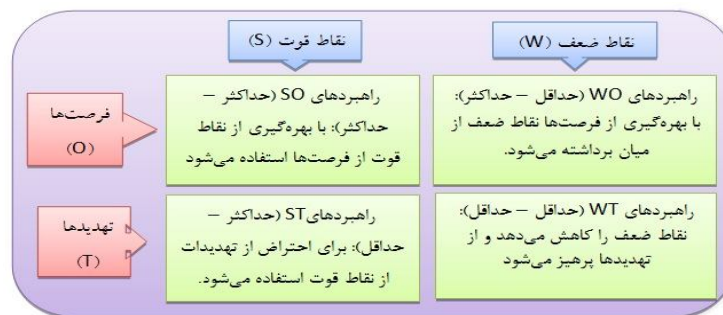 نقاط ضعف (W)
نقاط قوت (S)
فرصت‌ها
(O)
راهبردهای SO (حداکثر –
حداکثر): با بهره‌گیری از نقاط
قوت از فرصت‌ها استفاده می‌شود
راهبردهای WO (حداقل – حداکثر):
با بهره‌گیری از فرصت‌ها نقاط ضعف از
میان برداشته می‌شود.
تهدیدها
(T)
راهبردهایST (حداکثر –
حداقل): برای احتراض از تهدیدات
از نقاط قوت استفاده می‌شود.
راهبردهای WT (حداقل – حداقل):
نقاط ضعف را کاهش می‌دهد و از
تهدیدها پرهیز می‌شود